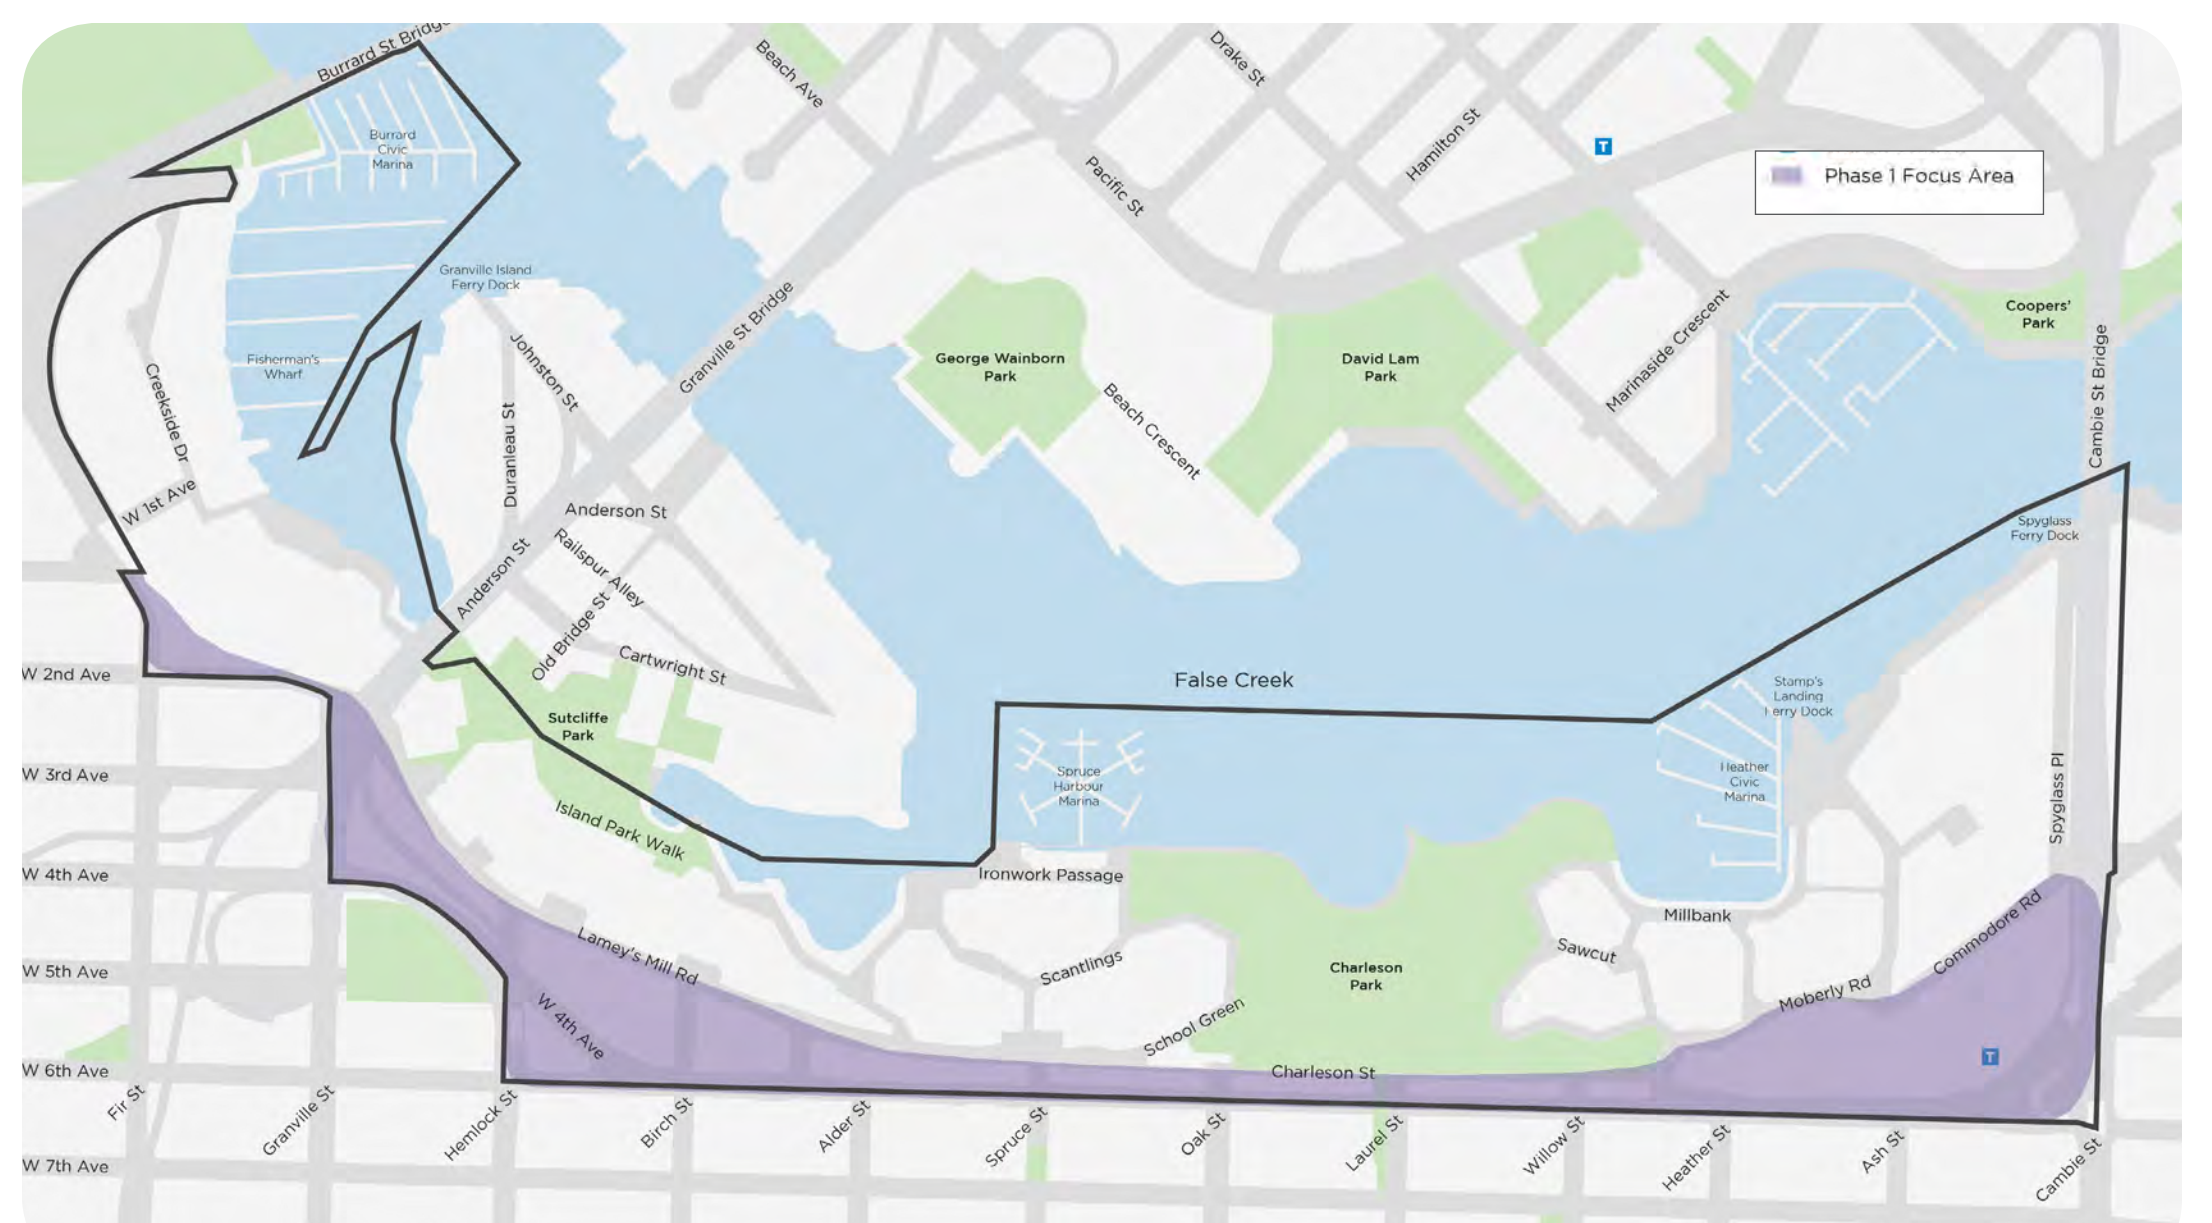 Burrard St Bridge
Beach Ave
Drake St
Hamilton St
T
Phase 1 Focus Area
Burrard
Civic
Marina
Pacific St
Granville Island
Ferry Dock
Granville St Bridge
Marinaside Crescent
Coopers'
Park
Cambie St Bridge
Fisherman's
Wharf
Creekside Dr
Johnston St
Duranleau St
George Wainborn
Park
David Lam
Park
Beach Crescent
W 1st Ave
Anderson St
Anderson St
Railspur Alley
Old Bridge St
Cartwright St
Spyglass
Ferry Dock
W 2nd Ave
False Creek
Stamp's
Landing
Ferry Dock
Sutcliffe
Park
W 3rd Ave
Spruce
Harbour
Marina
Heather
Civic
Marina
Spyglass Pl
Island Park Walk
W 4th Ave
Ironwork Passage
Millbank
Commodore Rd
Lamey's Mill Rd
Sawcut
Scantlings
Charleson
Park
W 5th Ave
Moberly Rd
W 4th Ave
School Green
T
W 6th Ave
Charleson St
Fir St
Granville St
Hemlock St
Birch St
Alder St
Spruce St
Oak St
Laurel St
Willow St
Heather St
Ash St
Cambie St
W 7th Ave